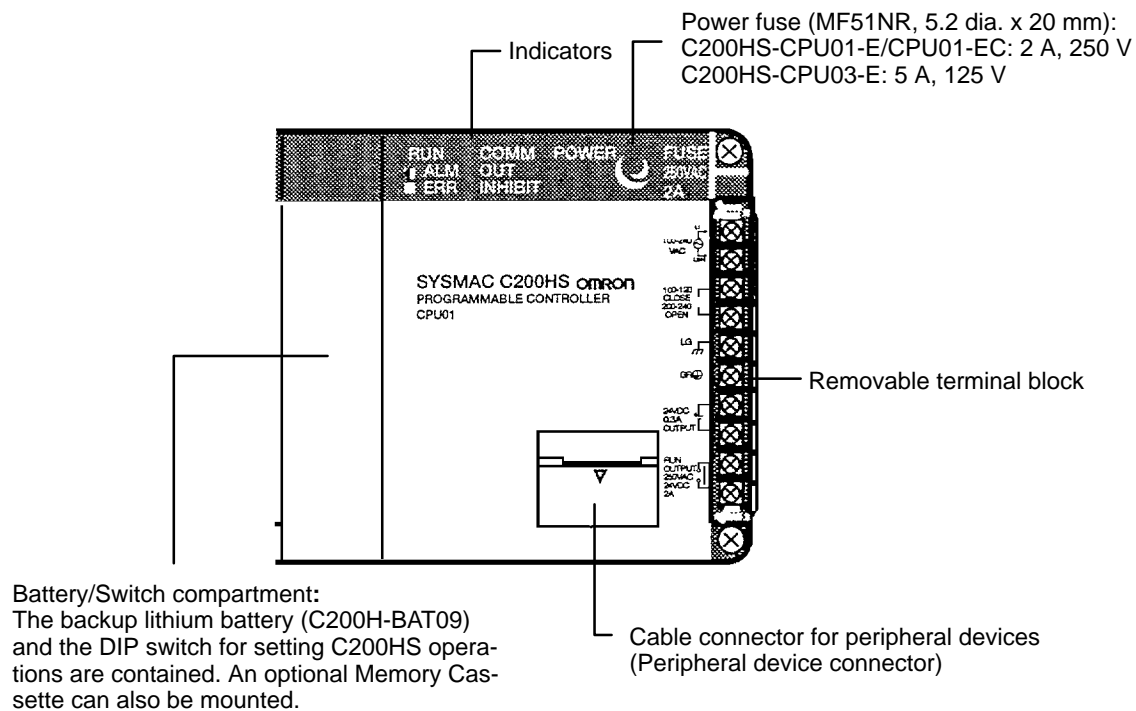 Power fuse (MF51NR, 5.2 dia. x 20 mm):
C200HS-CPU01-E/CPU01-EC: 2 A, 250 V
C200HS-CPU03-E: 5 A, 125 V
Indicators
RUN COMM POWER FUSE
ALM OUT 250VAC
ERR INHIBIT 2A
100-240
VAC
SYSMAC C200HS OMRON
PROGRAMMABLE CONTROLLER
CPU01
100-120
CLOSE
200-240
OPEN
LG
GR
Removable terminal block
24VDC
0.3A
OUTPUT
RUN
OUTPUT
250VAC
24VDC
2A
Battery/Switch compartment:
The backup lithium battery (C200H-BAT09)
and the DIP switch for setting C200HS opera-
tions are contained. An optional Memory Cas-
sette can also be mounted.
Cable connector for peripheral devices
(Peripheral device connector)